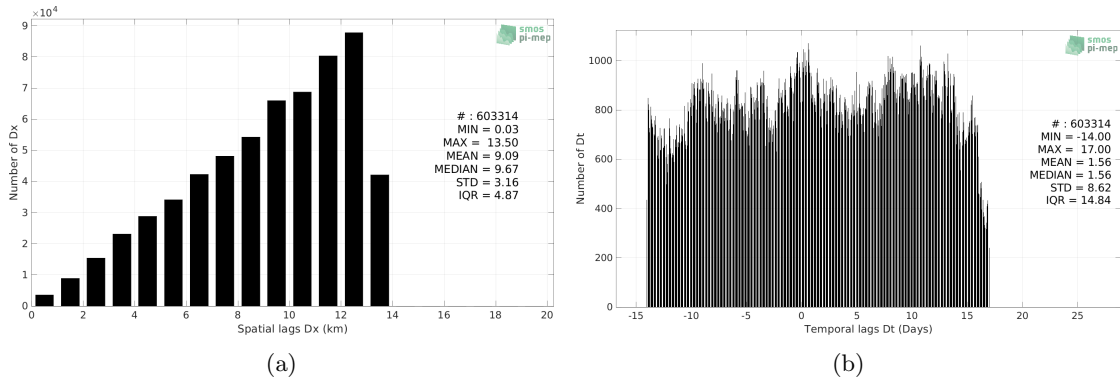 ×10⁴
9
8
7
6
5
4
3
2
1
0
Number of Dx
0 2 4 6 8 10 12 14 16 18 20
Spatial lags Dx (km)
smos
pi-mep
# : 603314
MIN = 0.03
MAX = 13.50
MEAN = 9.09
MEDIAN = 9.67
STD = 3.16
IQR = 4.87
(a)
1000
800
600
400
200
0
Number of Dt
-15 -10 -5 0 5 10 15 20 25
Temporal lags Dt (Days)
smos
pi-mep
# : 603314
MIN = -14.00
MAX = 17.00
MEAN = 1.56
MEDIAN = 1.56
STD = 8.62
IQR = 14.84
(b)